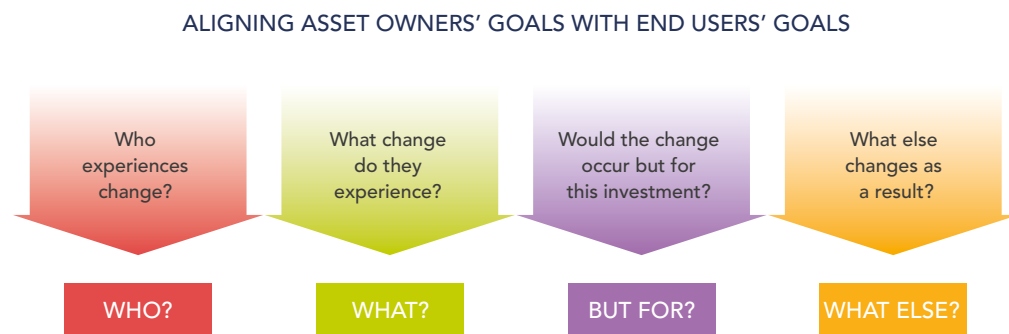 ALIGNING ASSET OWNERS’ GOALS WITH END USERS’ GOALS
Who
experiences
change?
What change
do they
experience?
Would the change
occur but for
this investment?
What else
changes as
a result?
WHO?
WHAT?
BUT FOR?
WHAT ELSE?